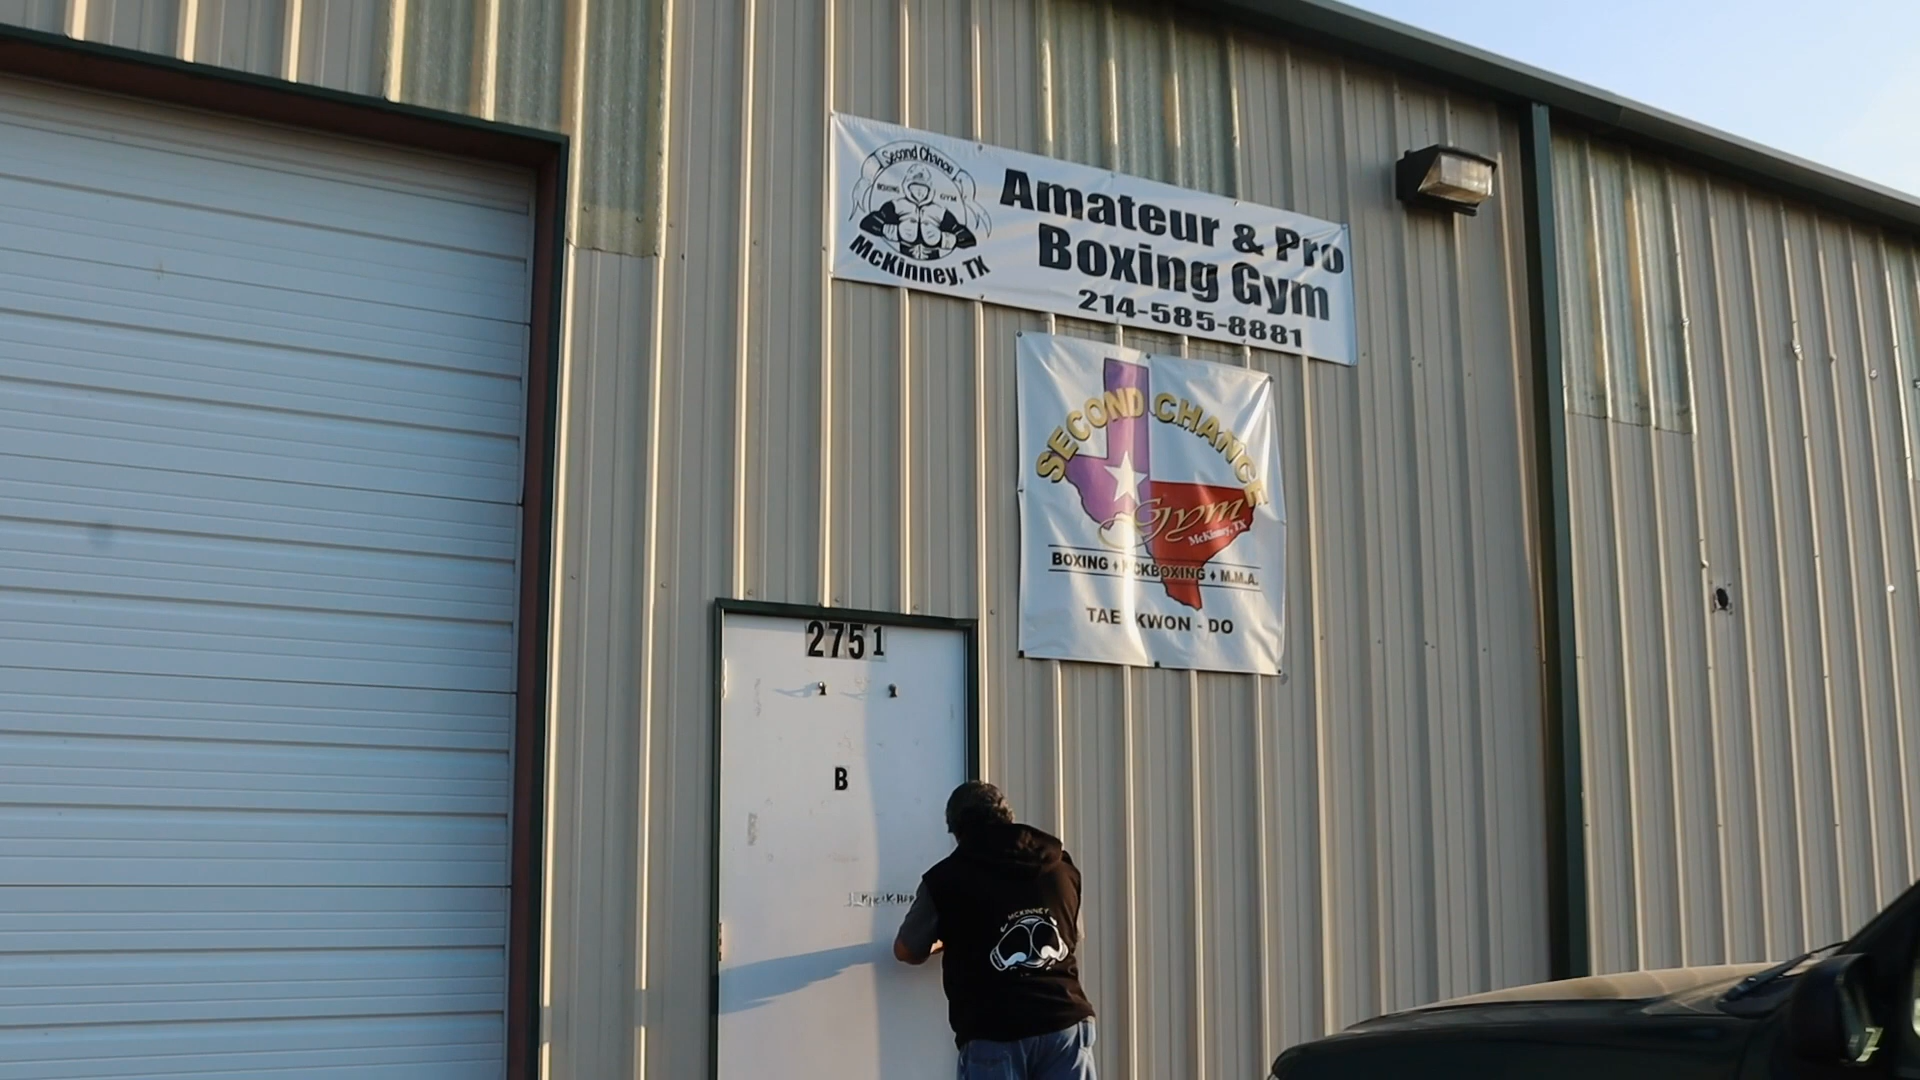 Second Chance
BOXING GYM
McKinney, TX
Amateur & Pro
Boxing Gym
214-585-8881
SECOND CHANCE
Gym
McKinney, TX
BOXING ♦ KICKBOXING ♦ M.M.A.
TAE KWON - DO
2751
B
MCKINNEY